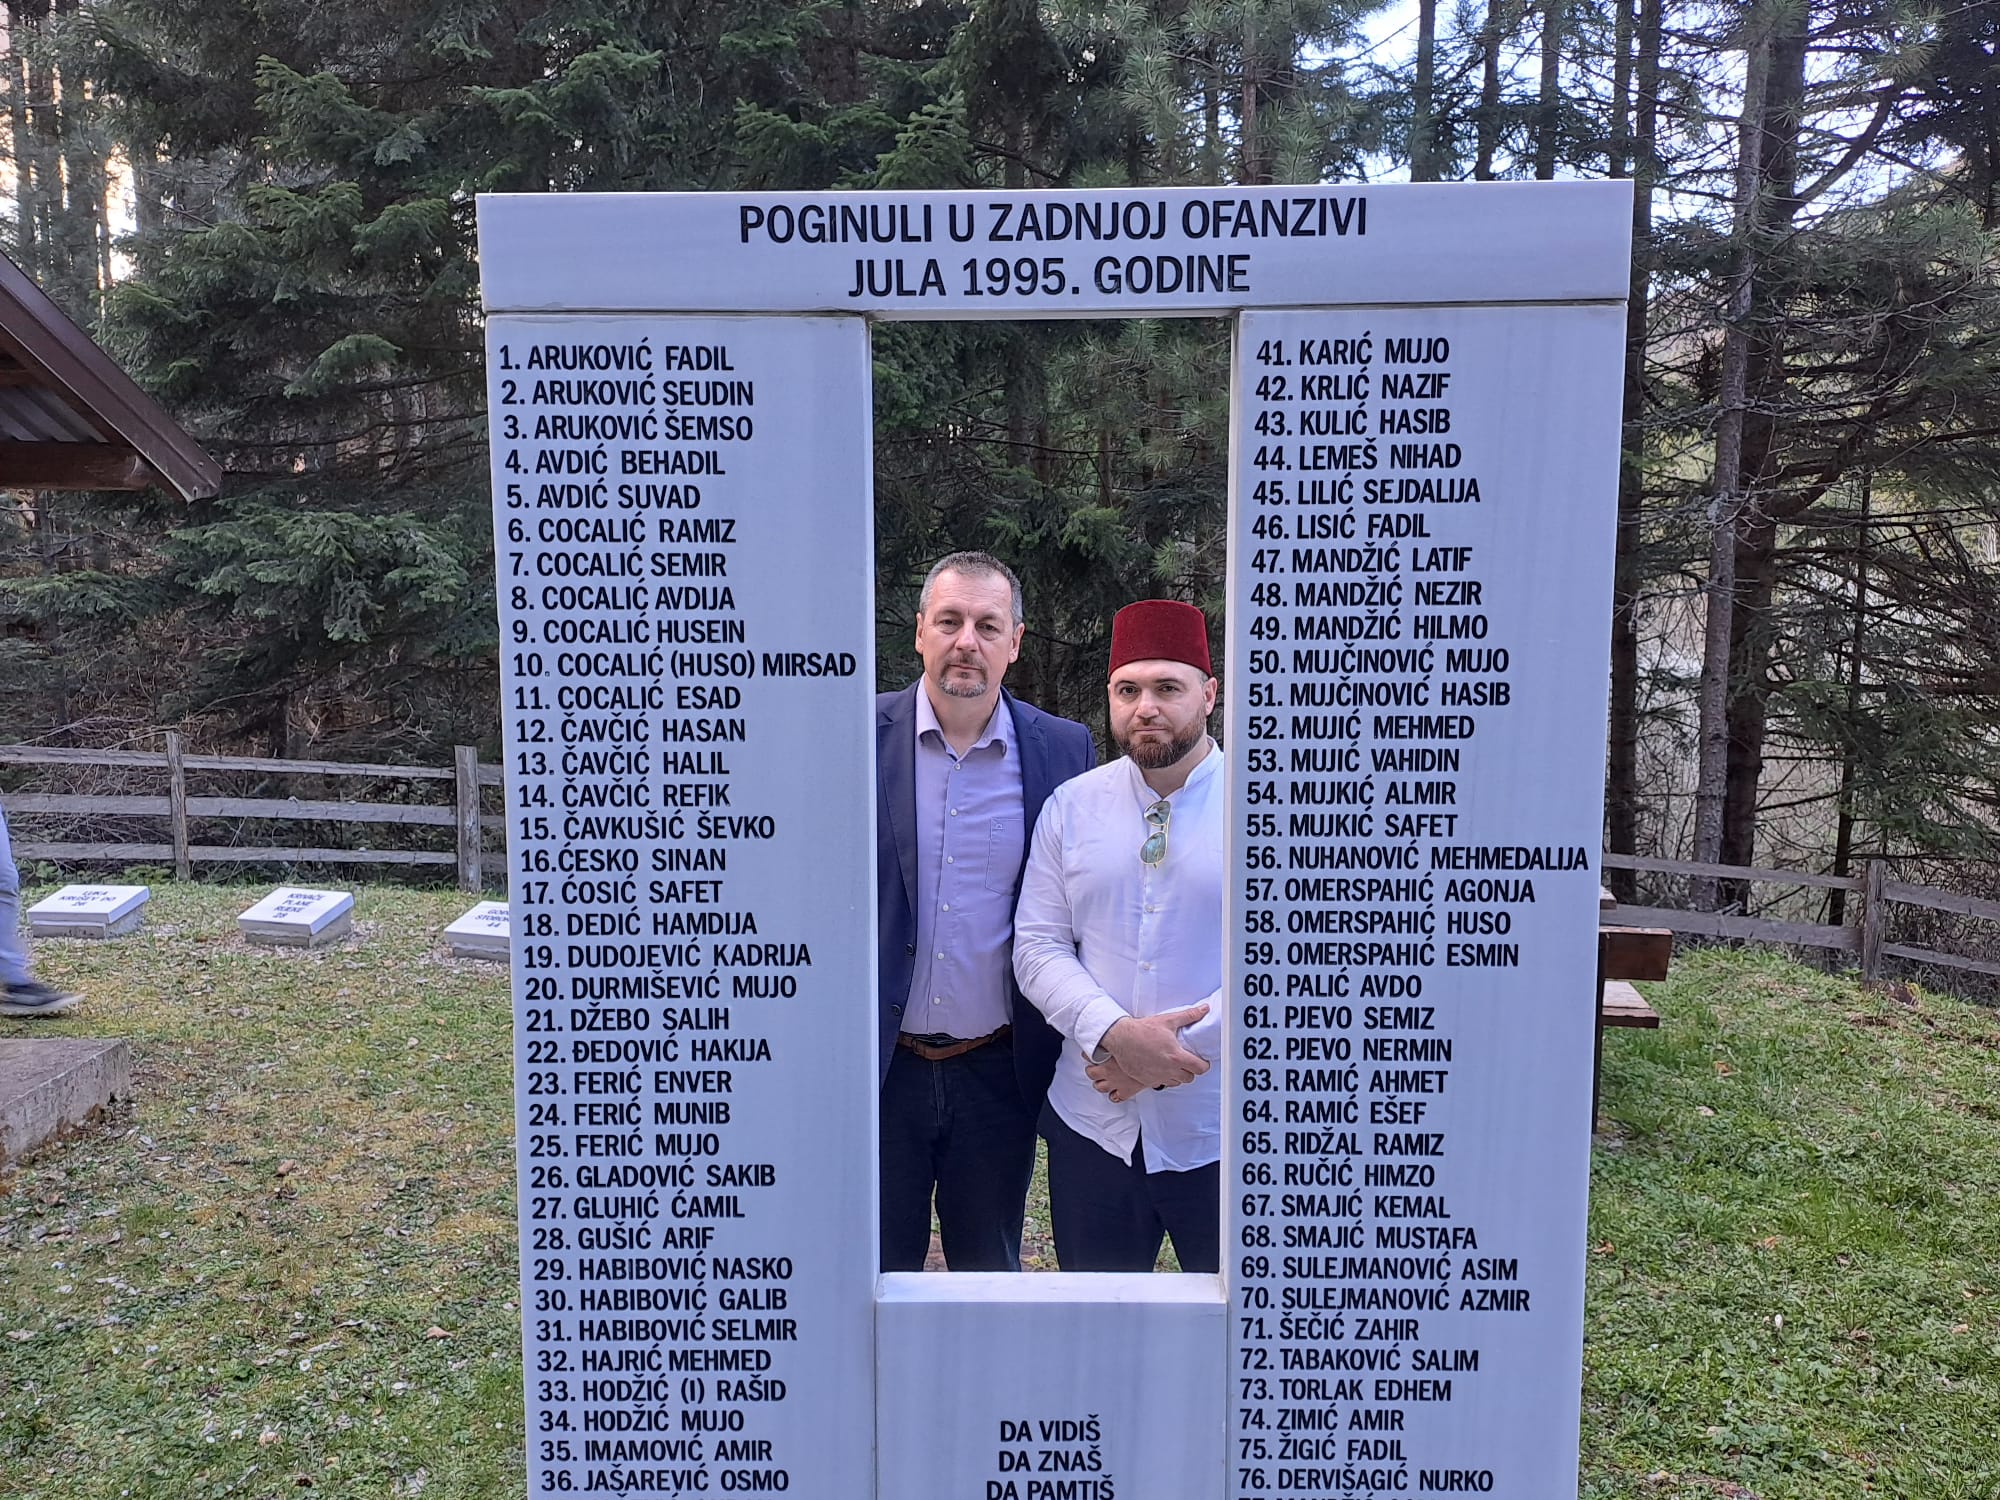 POGINULI U ZADNJOJ OFANZIVI
JULA 1995. GODINE
1. ARUKOVIĆ FADIL
2. ARUKOVIĆ SEUDIN
3. ARUKOVIĆ ŠEMSO
4. AVDIĆ BEHADIL
5. AVDIĆ SUVAD
6. COCALIĆ RAMIZ
7. COCALIĆ SEMIR
8. COCALIĆ AVDIJA
9. COCALIĆ HUSEIN
10. COCALIĆ (HUSO) MIRSAD
11. COCALIĆ ESAD
12. ČAVČIĆ HASAN
13. ČAVČIĆ HALIL
14. ČAVČIĆ REFIK
15. ČAVKUŠIĆ ŠEVKO
16. ĆESKO SINAN
17. ĆOSIĆ SAFET
18. DEDIĆ HAMDIJA
19. DUDOJEVIĆ KADRIJA
20. DURMIŠEVIĆ MUJO
21. DŽEBO SALIH
22. ĐEDOVIĆ HAKIJA
23. FERIĆ ENVER
24. FERIĆ MUNIB
25. FERIĆ MUJO
26. GLADOVIĆ SAKIB
27. GLUHIĆ ĆAMIL
28. GUŠIĆ ARIF
29. HABIBOVIĆ NASKO
30. HABIBOVIĆ GALIB
31. HABIBOVIĆ SELMIR
32. HAJRIĆ MEHMED
33. HODŽIĆ (I) RAŠID
34. HODŽIĆ MUJO
35. IMAMOVIĆ AMIR
36. JAŠAREVIĆ OSMO
41. KARIĆ MUJO
42. KRLIĆ NAZIF
43. KULIĆ HASIB
44. LEMEŠ NIHAD
45. LILIĆ SEJDALIJA
46. LISIĆ FADIL
47. MANDŽIĆ LATIF
48. MANDŽIĆ NEZIR
49. MANDŽIĆ HILMO
50. MUJČINOVIĆ MUJO
51. MUJČINOVIĆ HASIB
52. MUJIĆ MEHMED
53. MUJIĆ VAHIDIN
54. MUJKIĆ ALMIR
55. MUJKIĆ SAFET
56. NUHANOVIĆ MEHMEDALIJA
57. OMERSPAHIĆ AGONJA
58. OMERSPAHIĆ HUSO
59. OMERSPAHIĆ ESMIN
60. PALIĆ AVDO
61. PJEVO SEMIZ
62. PJEVO NERMIN
63. RAMIĆ AHMET
64. RAMIĆ EŠEF
65. RIDŽAL RAMIZ
66. RUČIĆ HIMZO
67. SMAJIĆ KEMAL
68. SMAJIĆ MUSTAFA
69. SULEJMANOVIĆ ASIM
70. SULEJMANOVIĆ AZMIR
71. ŠEČIĆ ZAHIR
72. TABAKOVIĆ SALIM
73. TORLAK EDHEM
74. ZIMIĆ AMIR
75. ŽIGIĆ FADIL
76. DERVIŠAGIĆ NURKO
DA VIDIŠ
DA ZNAŠ
DA PAMTIŠ
LUKA
KRUŠEV DO
26
KRIVAČE
PLANE
RIJEKE
28
44